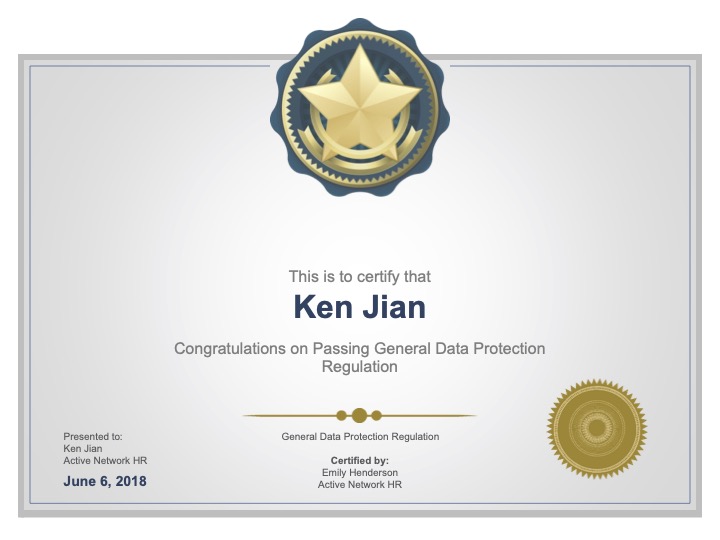 This is to certify that
Ken Jian
Congratulations on Passing General Data Protection
Regulation
Presented to:
Ken Jian
Active Network HR
June 6, 2018
General Data Protection Regulation
Certified by:
Emily Henderson
Active Network HR